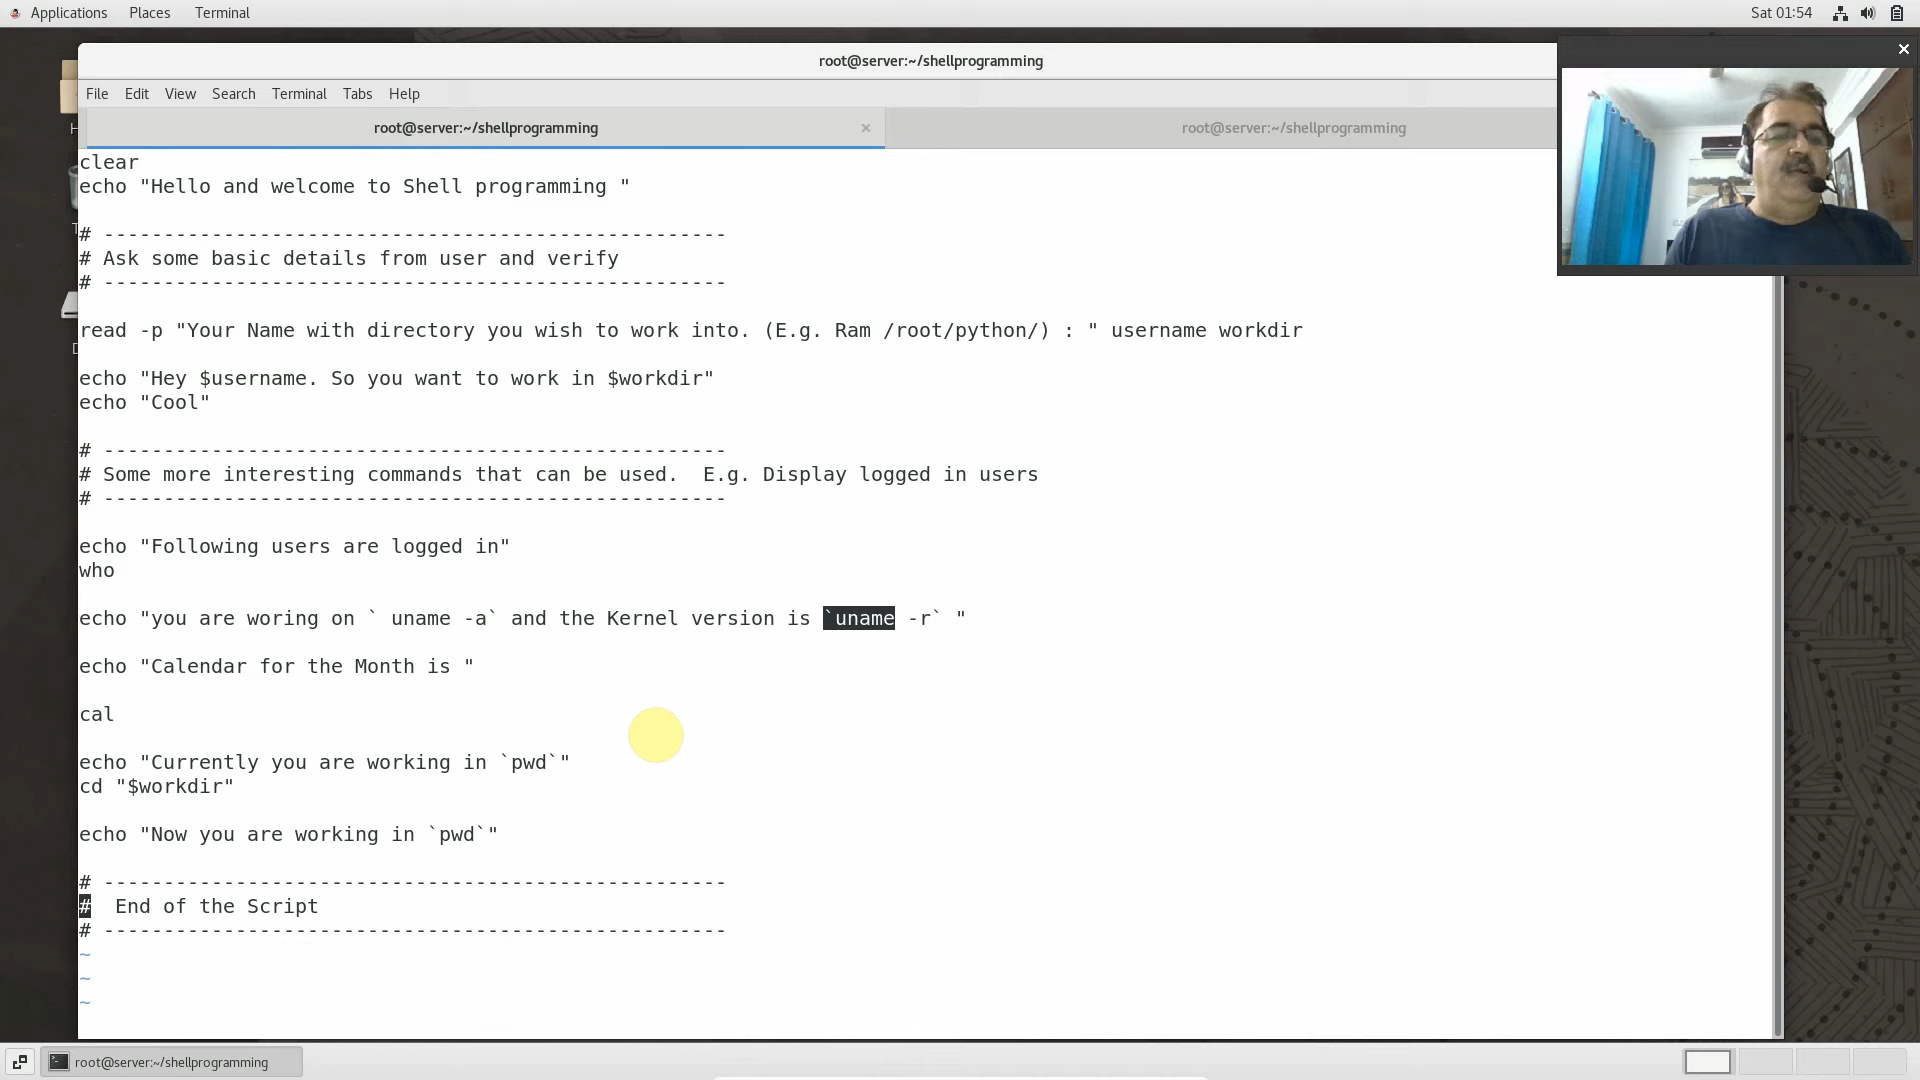 Applications Places Terminal Sat 01:54
root@server:~/shellprogramming
File Edit View Search Terminal Tabs Help
root@server:~/shellprogramming × root@server:~/shellprogramming
clear
echo "Hello and welcome to Shell programming "
# ----------------------------------------------------
# Ask some basic details from user and verify
# ----------------------------------------------------
read -p "Your Name with directory you wish to work into. (E.g. Ram /root/python/) : " username workdir
echo "Hey $username. So you want to work in $workdir"
echo "Cool"
# ----------------------------------------------------
# Some more interesting commands that can be used.  E.g. Display logged in users
# ----------------------------------------------------
echo "Following users are logged in"
who
echo "you are woring on ` uname -a` and the Kernel version is `uname -r` "
echo "Calendar for the Month is "
cal
echo "Currently you are working in `pwd`"
cd "$workdir"
echo "Now you are working in `pwd`"
# ----------------------------------------------------
#  End of the Script
# ----------------------------------------------------
~
~
~
root@server:~/shellprogramming